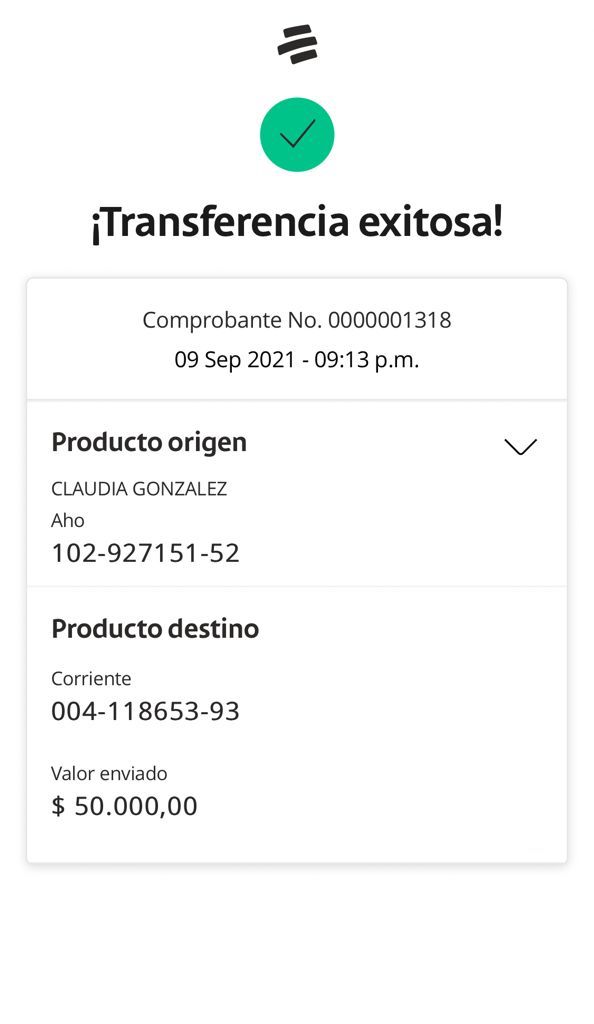 ¡Transferencia exitosa!
Comprobante No. 0000001318
09 Sep 2021 - 09:13 p.m.
Producto origen
CLAUDIA GONZALEZ
Aho
102-927151-52
Producto destino
Corriente
004-118653-93
Valor enviado
$ 50.000,00